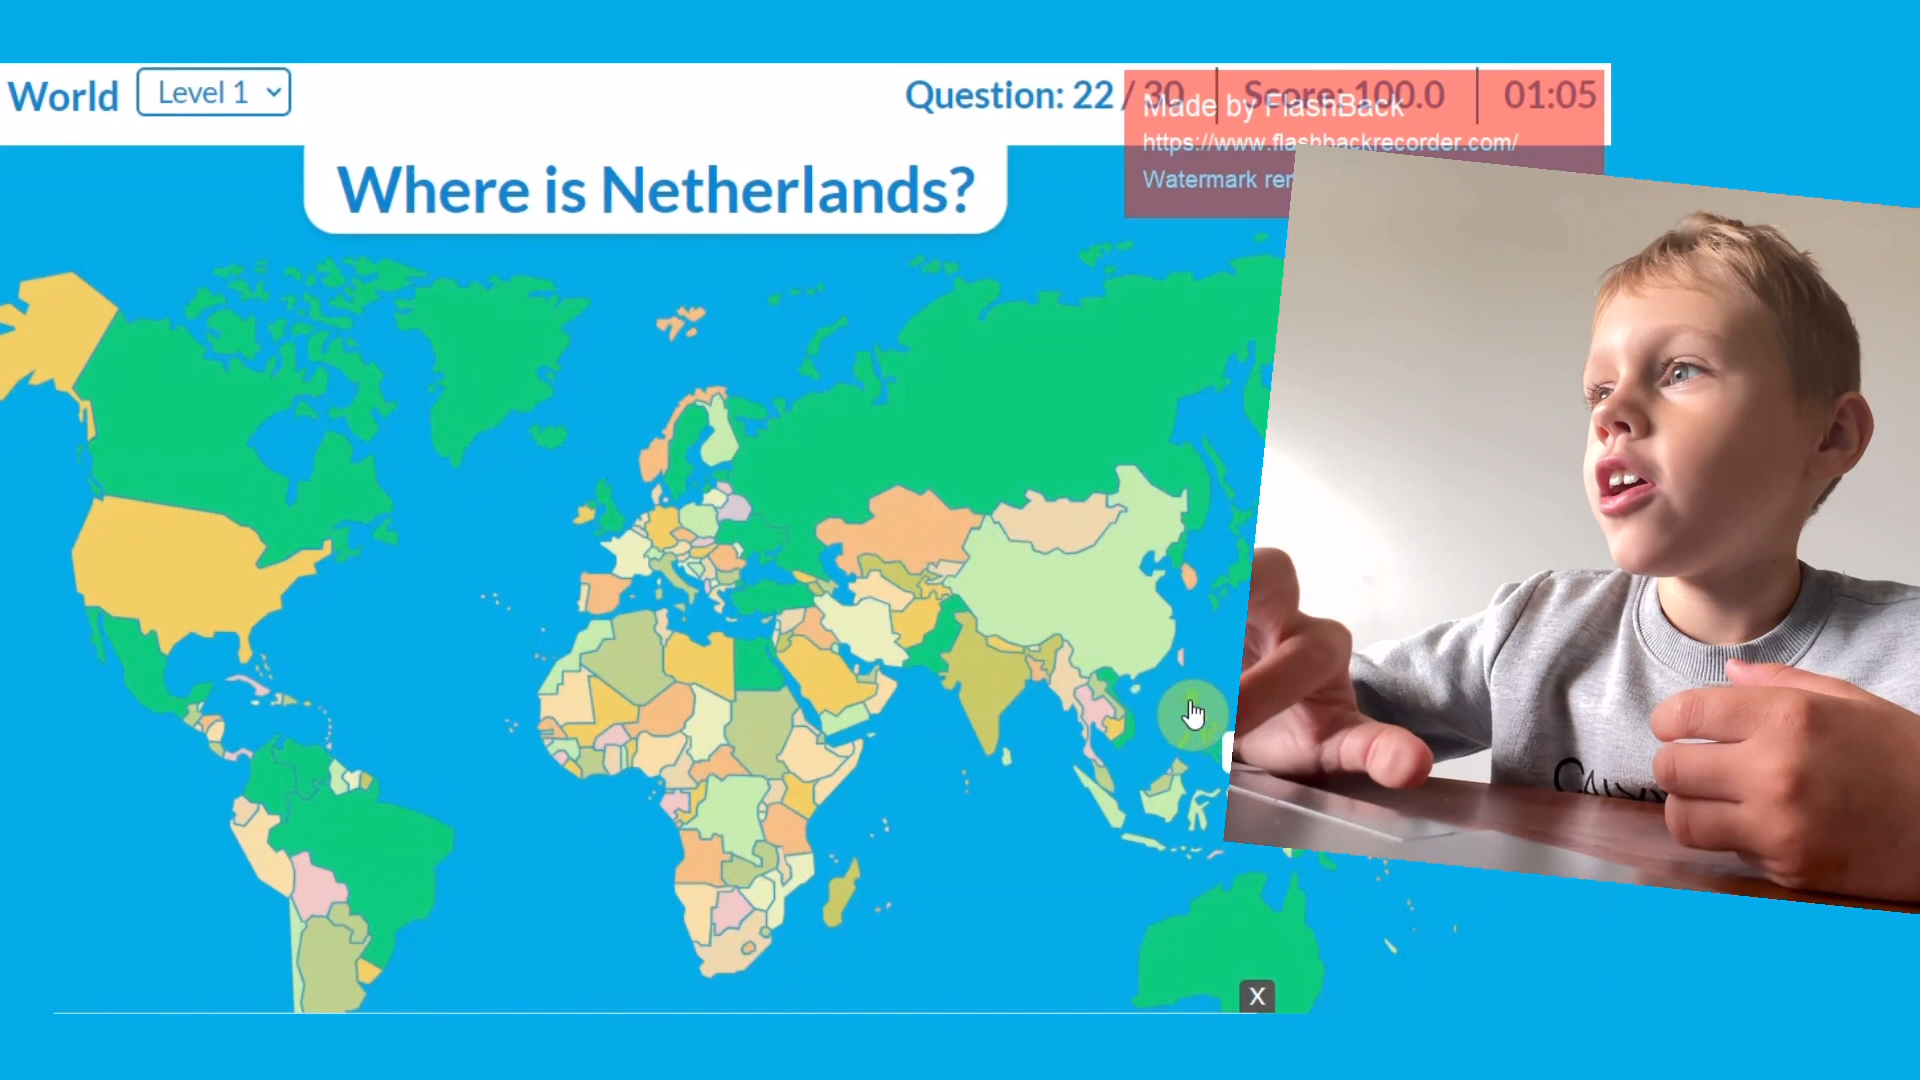 World
Level 1
Question: 22 / 30
Score: 100.0
01:05
Made by FlashBack
https://www.flashbackrecorder.com/
Watermark
Where is Netherlands?
X